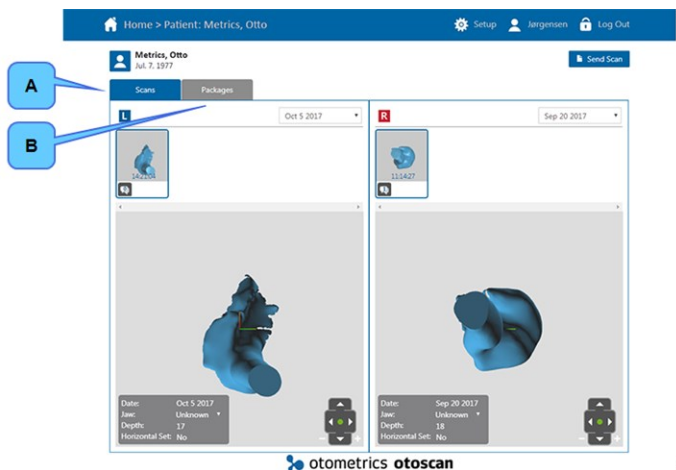 Home > Patient: Metrics, Otto
Setup
Jørgensen
Log Out
Metrics, Otto
Jul. 7, 1977
Send Scan
A
Scans
Packages
B
L
Oct 5 2017
R
Sep 20 2017
14:21:04
11:14:27
Date: Oct 5 2017
Jaw: Unknown
Depth: 17
Horizontal Set: No
Date: Sep 20 2017
Jaw: Unknown
Depth: 18
Horizontal Set: No
otometrics otoscan